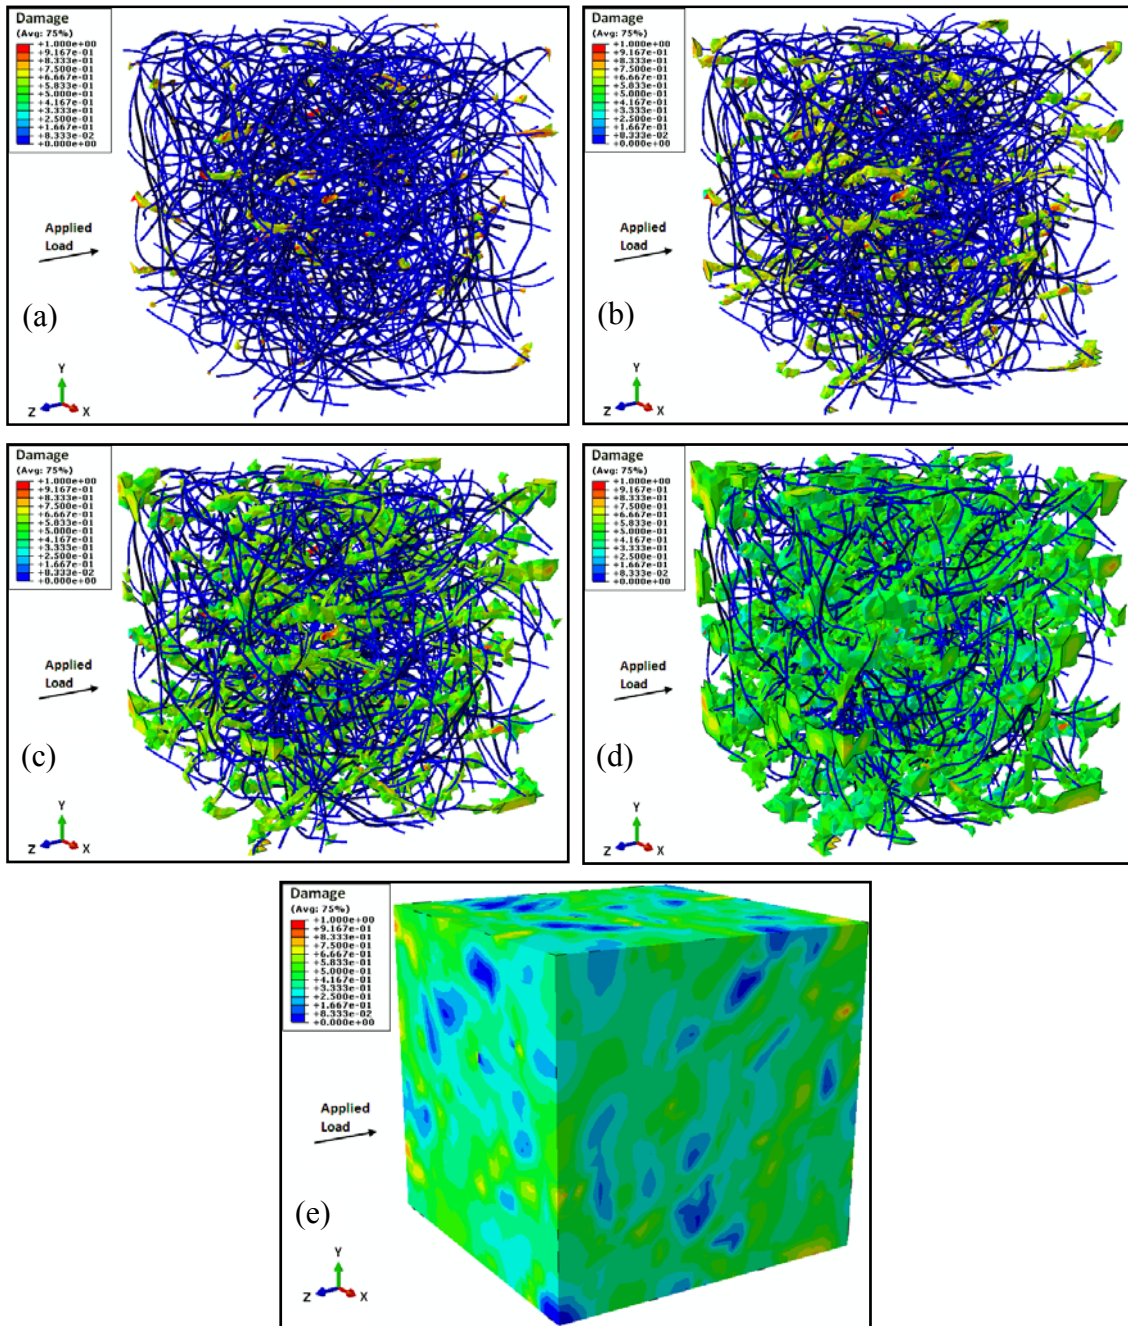 Damage
(Avg: 75%)
+1.000e+00
+9.167e-01
+8.333e-01
+7.500e-01
+6.667e-01
+5.833e-01
+5.000e-01
+4.167e-01
+3.333e-01
+2.500e-01
+1.667e-01
+8.333e-02
+0.000e+00
Applied
Load
(a)
Y
Z
X
Damage
(Avg: 75%)
+1.000e+00
+9.167e-01
+8.333e-01
+7.500e-01
+6.667e-01
+5.833e-01
+5.000e-01
+4.167e-01
+3.333e-01
+2.500e-01
+1.667e-01
+8.333e-02
+0.000e+00
Applied
Load
(b)
Y
Z
X
Damage
(Avg: 75%)
+1.000e+00
+9.167e-01
+8.333e-01
+7.500e-01
+6.667e-01
+5.833e-01
+5.000e-01
+4.167e-01
+3.333e-01
+2.500e-01
+1.667e-01
+8.333e-02
+0.000e+00
Applied
Load
(c)
Y
Z
X
Damage
(Avg: 75%)
+1.000e+00
+9.167e-01
+8.333e-01
+7.500e-01
+6.667e-01
+5.833e-01
+5.000e-01
+4.167e-01
+3.333e-01
+2.500e-01
+1.667e-01
+8.333e-02
+0.000e+00
Applied
Load
(d)
Y
Z
X
Damage
(Avg: 75%)
+1.000e+00
+9.167e-01
+8.333e-01
+7.500e-01
+6.667e-01
+5.833e-01
+5.000e-01
+4.167e-01
+3.333e-01
+2.500e-01
+1.667e-01
+8.333e-02
+0.000e+00
Applied
Load
(e)
Y
Z
X